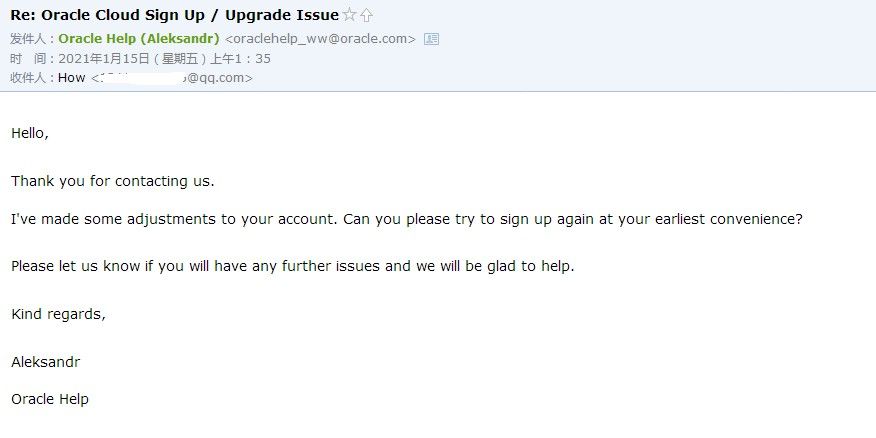 Re: Oracle Cloud Sign Up / Upgrade Issue
发件人：Oracle Help (Aleksandr) <oraclehelp_ww@oracle.com>
时　间：2021年1月15日（星期五）上午1：35
收件人：How < @qq.com>
Hello,
Thank you for contacting us.
I've made some adjustments to your account. Can you please try to sign up again at your earliest convenience?
Please let us know if you will have any further issues and we will be glad to help.
Kind regards,
Aleksandr
Oracle Help